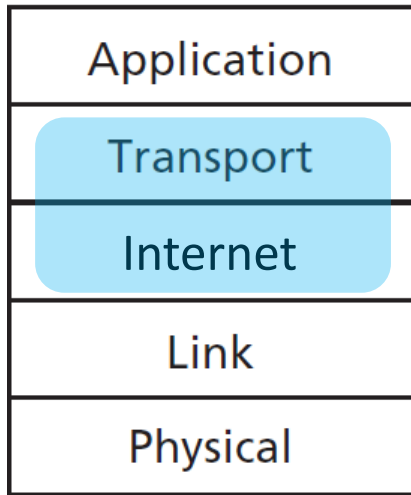 Application
Transport
Internet
Link
Physical